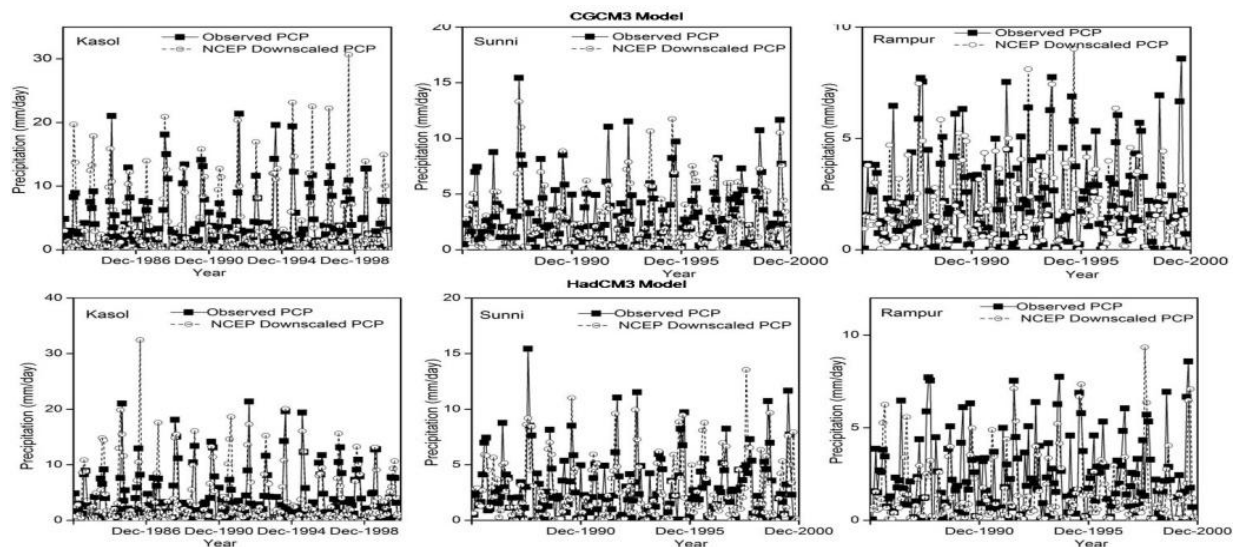 CGCM3 Model
Kasol
Observed PCP
NCEP Downscaled PCP
Precipitation (mm/day)
30
20
10
0
Dec-1986 Dec-1990 Dec-1994 Dec-1998
Year
Sunni
Observed PCP
NCEP Downscaled PCP
Precipitation (mm/day)
20
15
10
5
0
Dec-1990 Dec-1995 Dec-2000
Year
Rampur
Observed PCP
NCEP Downscaled PCP
Precipitation (mm/day)
10
5
0
Dec-1990 Dec-1995 Dec-2000
Year
HadCM3 Model
Kasol
Observed PCP
NCEP Downscaled PCP
Precipitation (mm/day)
40
30
20
10
0
Dec-1986 Dec-1990 Dec-1994 Dec-1998
Year
Sunni
Observed PCP
NCEP Downscaled PCP
Precipitation (mm/day)
20
15
10
5
0
Dec-1990 Dec-1995 Dec-2000
Year
Rampur
Observed PCP
NCEP Downscaled PCP
Precipitation (mm/day)
10
5
0
Dec-1990 Dec-1995 Dec-2000
Year